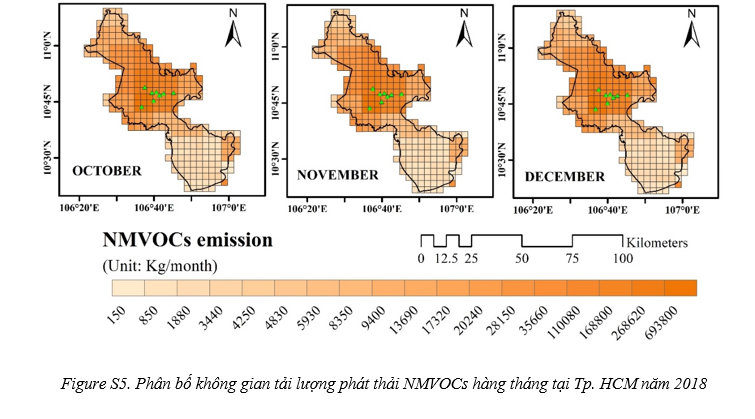 N N N
11°0'N 11°0'N 11°0'N
10°45'N 10°45'N 10°45'N
10°30'N 10°30'N 10°30'N
OCTOBER NOVEMBER DECEMBER
106°20'E 106°40'E 107°0'E 106°20'E 106°40'E 107°0'E 106°20'E 106°40'E 107°0'E
NMVOCs emission
(Unit: Kg/month)
Kilometers
0 12.5 25 50 75 100
150 850 1880 3440 4250 4830 5930 8350 9400 13690 17320 20240 28150 35660 110080 168800 268620 693800
Figure S5. Phân bố không gian tải lượng phát thải NMVOCs hàng tháng tại Tp. HCM năm 2018